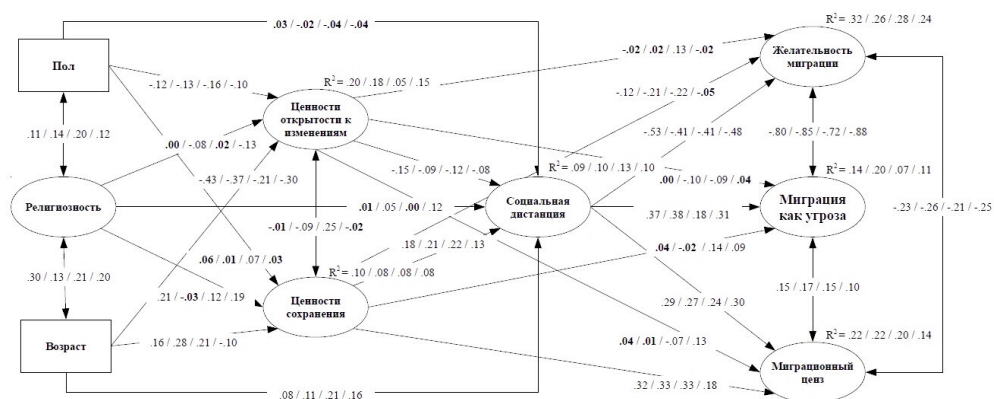 .03 / -.02 / -.04 / -.04
R² = .32 / .26 / .28 / .24
Пол
Желательность
миграции
-.02 / .02 / .13 / -.02
-.12 / -.13 / -.16 / -.10
R² = .20 / .18 / .05 / .15
-.12 / -.21 / -.22 / -.05
Ценности
открытости к
изменениям
.11 / .14 / .20 / .12
.00 / -.08 / .02 / -.13
-.53 / -.41 / -.41 / -.48
-.80 / -.85 / -.72 / -.88
-.15 / -.09 / -.12 / -.08
R² = .09 / .10 / .13 / .10
R² = .14 / .20 / .07 / .11
-.43 / -.37 / -.21 / -.30
.00 / -.10 / -.09 / .04
Религиозность
.01 / .05 / .00 / .12
Социальная
дистанция
Миграция
как угроза
-.23 / -.26 / -.21 / -.25
.37 / .38 / .18 / .31
-.01 / -.09 / .25 / -.02
.18 / .21 / .22 / .13
.04 / -.02 / .14 / .09
.06 / .01 / .07 / .03
R² = .10 / .08 / .08 / .08
.30 / .13 / .21 / .20
.21 / -.03 / .12 / .19
Ценности
сохранения
.29 / .27 / .24 / .30
.15 / .17 / .15 / .10
Возраст
.16 / .28 / .21 / -.10
.04 / .01 / -.07 / .13
R² = .22 / .22 / .20 / .14
Миграционный
ценз
.32 / .33 / .33 / .18
.08 / .11 / .21 / .16